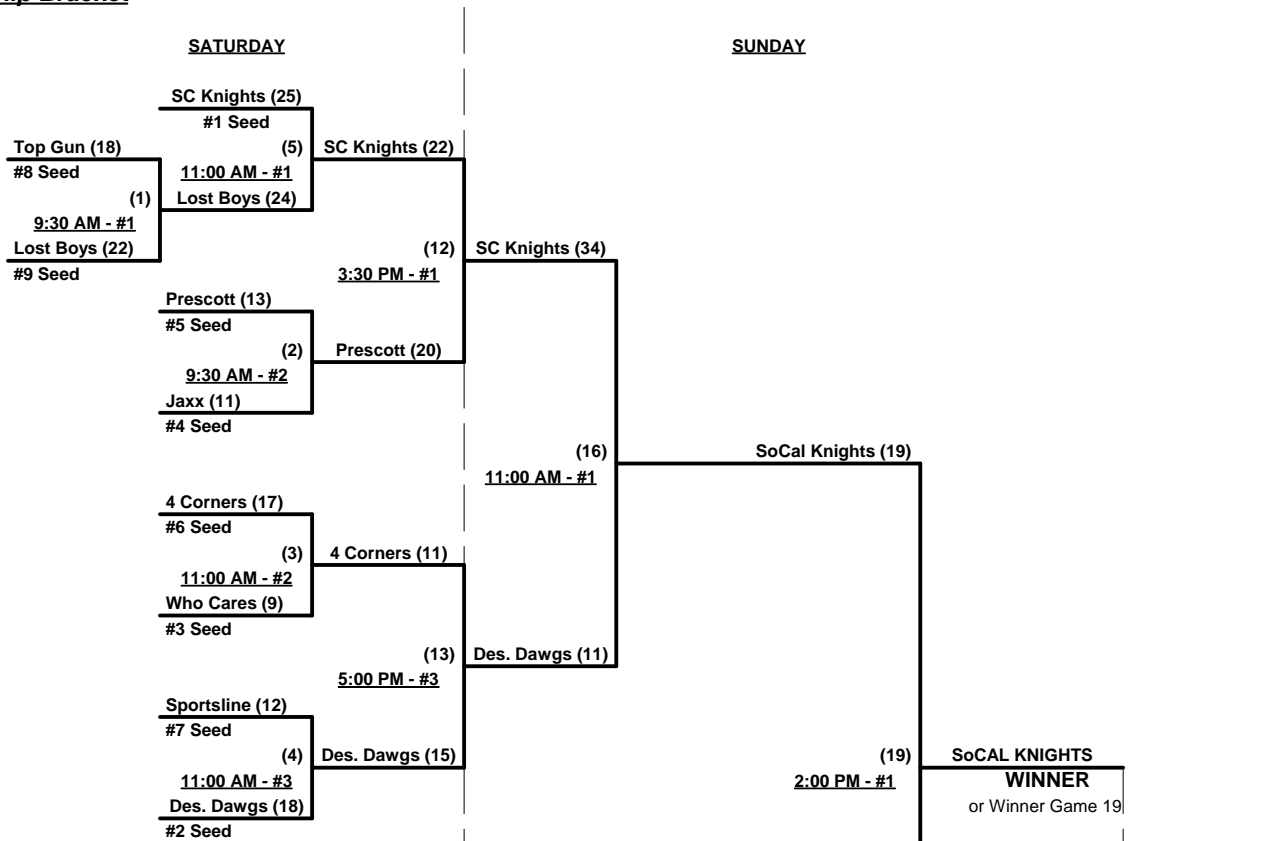 SATURDAY
SUNDAY
SC Knights (25)
#1 Seed
Top Gun (18)
(5)
SC Knights (22)
#8 Seed
11:00 AM - #1
(1)
Lost Boys (24)
9:30 AM - #1
Lost Boys (22)
(12)
SC Knights (34)
#9 Seed
3:30 PM - #1
Prescott (13)
#5 Seed
(2)
Prescott (20)
9:30 AM - #2
Jaxx (11)
#4 Seed
(16)
SoCal Knights (19)
11:00 AM - #1
4 Corners (17)
#6 Seed
(3)
4 Corners (11)
11:00 AM - #2
Who Cares (9)
#3 Seed
(13)
Des. Dawgs (11)
5:00 PM - #3
Sportsline (12)
#7 Seed
(4)
Des. Dawgs (15)
(19)
SoCAL KNIGHTS
11:00 AM - #3
2:00 PM - #1
WINNER
Des. Dawgs (18)
or Winner Game 19
#2 Seed